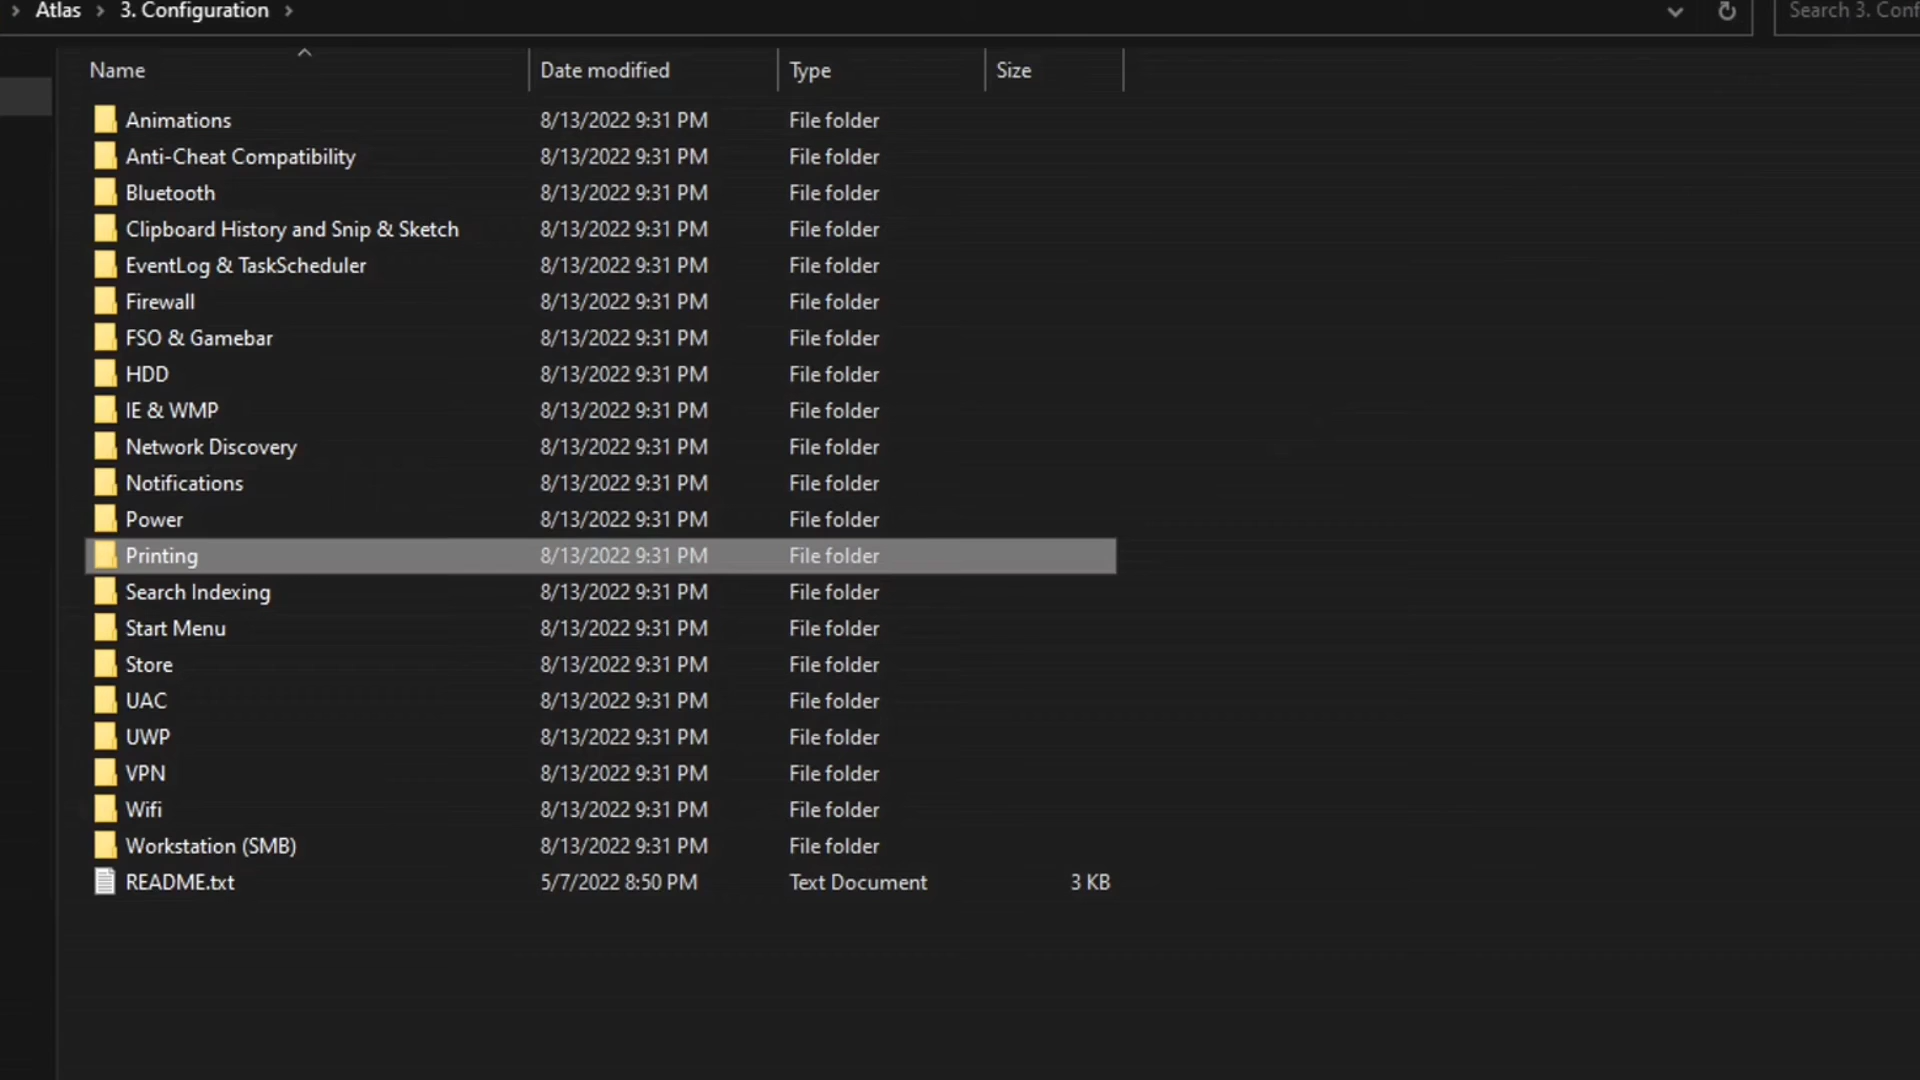 Atlas > 3. Configuration >
Search 3. Conf
Name Date modified Type Size
Animations 8/13/2022 9:31 PM File folder
Anti-Cheat Compatibility 8/13/2022 9:31 PM File folder
Bluetooth 8/13/2022 9:31 PM File folder
Clipboard History and Snip & Sketch 8/13/2022 9:31 PM File folder
EventLog & TaskScheduler 8/13/2022 9:31 PM File folder
Firewall 8/13/2022 9:31 PM File folder
FSO & Gamebar 8/13/2022 9:31 PM File folder
HDD 8/13/2022 9:31 PM File folder
IE & WMP 8/13/2022 9:31 PM File folder
Network Discovery 8/13/2022 9:31 PM File folder
Notifications 8/13/2022 9:31 PM File folder
Power 8/13/2022 9:31 PM File folder
Printing 8/13/2022 9:31 PM File folder
Search Indexing 8/13/2022 9:31 PM File folder
Start Menu 8/13/2022 9:31 PM File folder
Store 8/13/2022 9:31 PM File folder
UAC 8/13/2022 9:31 PM File folder
UWP 8/13/2022 9:31 PM File folder
VPN 8/13/2022 9:31 PM File folder
Wifi 8/13/2022 9:31 PM File folder
Workstation (SMB) 8/13/2022 9:31 PM File folder
README.txt 5/7/2022 8:50 PM Text Document 3 KB